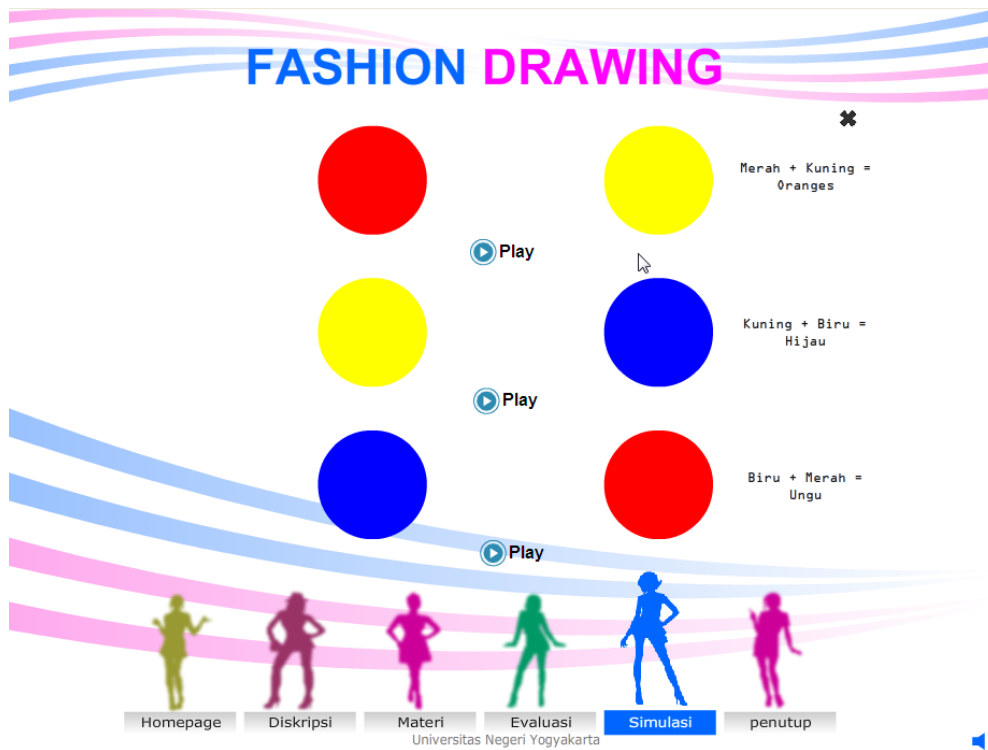 FASHION DRAWING
Merah + Kuning =
Oranges
Play
Kuning + Biru =
Hijau
Play
Biru + Merah =
Ungu
Play
Homepage
Diskripsi
Materi
Evaluasi
Simulasi
penutup
Universitas Negeri Yogyakarta